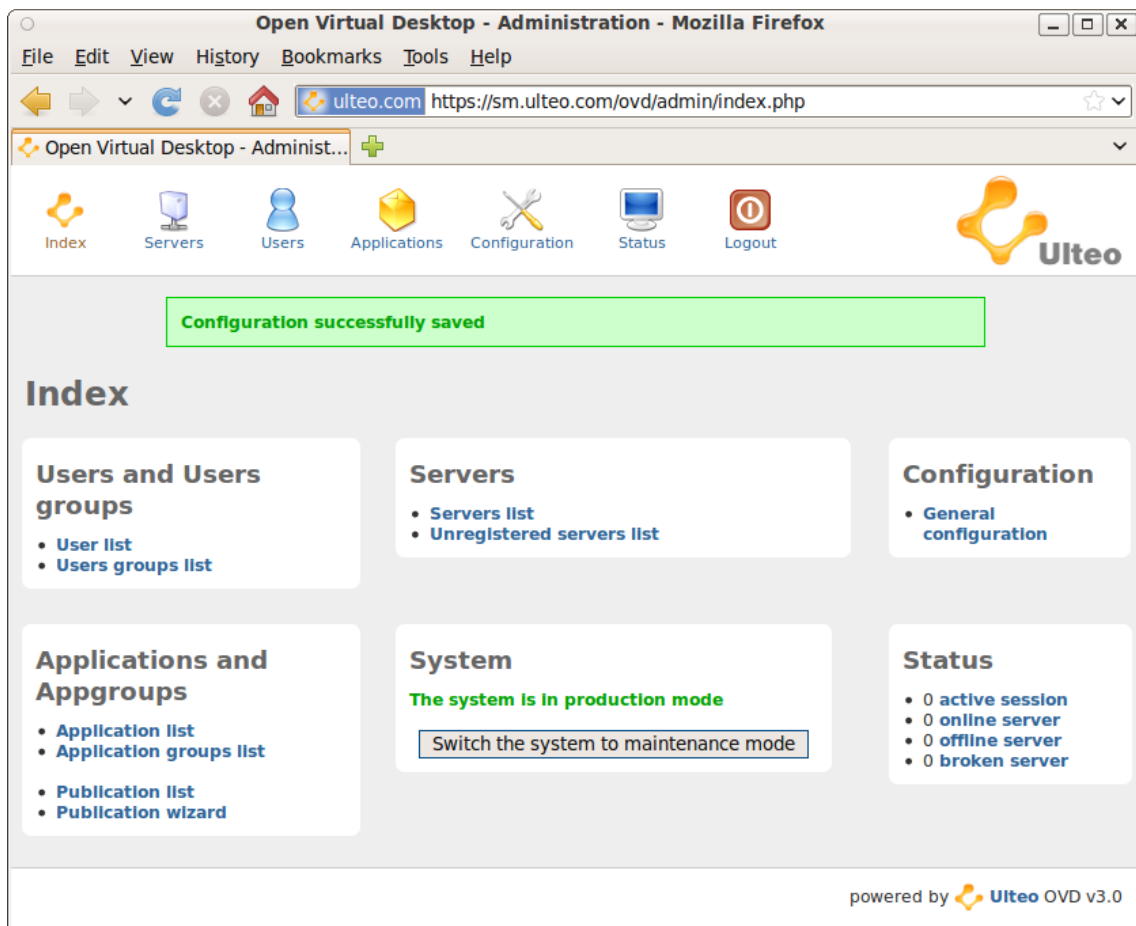 Open Virtual Desktop - Administration - Mozilla Firefox
File Edit View History Bookmarks Tools Help
ulteo.com https://sm.ulteo.com/ovd/admin/index.php
Open Virtual Desktop - Administ...
Index Servers Users Applications Configuration Status Logout
Ulteo
Configuration successfully saved
Index
Users and Users
groups
• User list
• Users groups list
Servers
• Servers list
• Unregistered servers list
Configuration
• General
configuration
Applications and
Appgroups
• Application list
• Application groups list
• Publication list
• Publication wizard
System
The system is in production mode
Switch the system to maintenance mode
Status
• 0 active session
• 0 online server
• 0 offline server
• 0 broken server
powered by Ulteo OVD v3.0